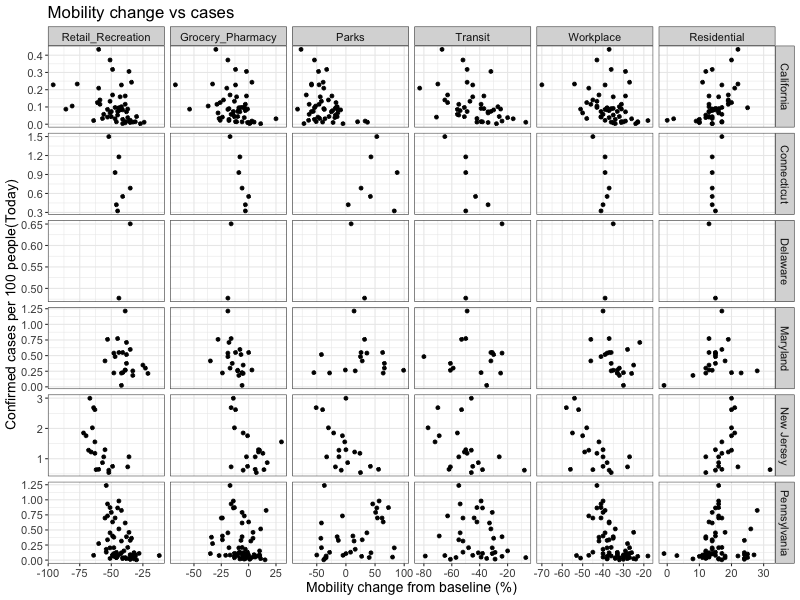 Mobility change vs cases
Retail_Recreation Grocery_Pharmacy Parks Transit Workplace Residential
0.4
0.3
0.2
0.1
0.0
California
1.5
1.2
0.9
0.6
0.3
Connecticut
0.65
0.60
0.55
0.50
Delaware
1.25
1.00
0.75
0.50
0.25
0.00
Maryland
3
2
1
New Jersey
1.25
1.00
0.75
0.50
0.25
0.00
Pennsylvania
Confirmed cases per 100 people(Today)
-100 -75 -50 -25 -50 -25 0 25 -50 0 50 100 -80 -60 -40 -20 -70 -60 -50 -40 -30 -20 0 10 20 30
Mobility change from baseline (%)